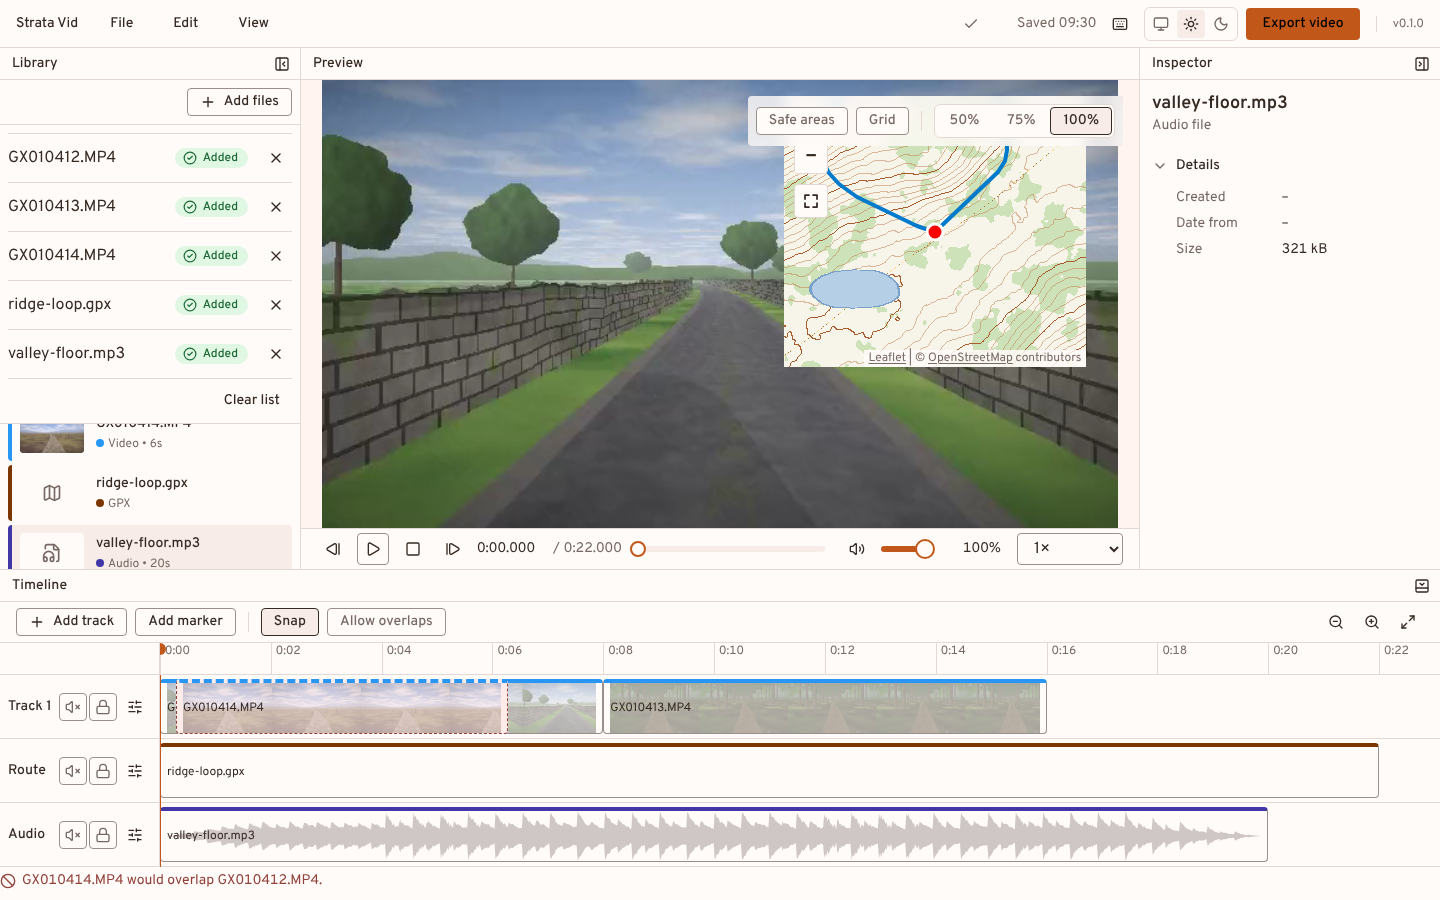 Strata Vid File Edit View Saved 09:30 Export video v0.1.0
Library
Preview
Inspector
Add files
GX010412.MP4 Added
GX010413.MP4 Added
GX010414.MP4 Added
ridge-loop.gpx Added
valley-floor.mp3 Added
Clear list
GX010414.MP4
Video • 6s
ridge-loop.gpx
GPX
valley-floor.mp3
Audio • 20s
Safe areas Grid 50% 75% 100%
Leaflet | © OpenStreetMap contributors
0:00.000 / 0:22.000 100% 1×
valley-floor.mp3
Audio file
Details
Created –
Date from –
Size 321 kB
Timeline
Add track Add marker Snap Allow overlaps
0:00 0:02 0:04 0:06 0:08 0:10 0:12 0:14 0:16 0:18 0:20 0:22
Track 1 G GX010414.MP4 GX010413.MP4
Route ridge-loop.gpx
Audio valley-floor.mp3
GX010414.MP4 would overlap GX010412.MP4.